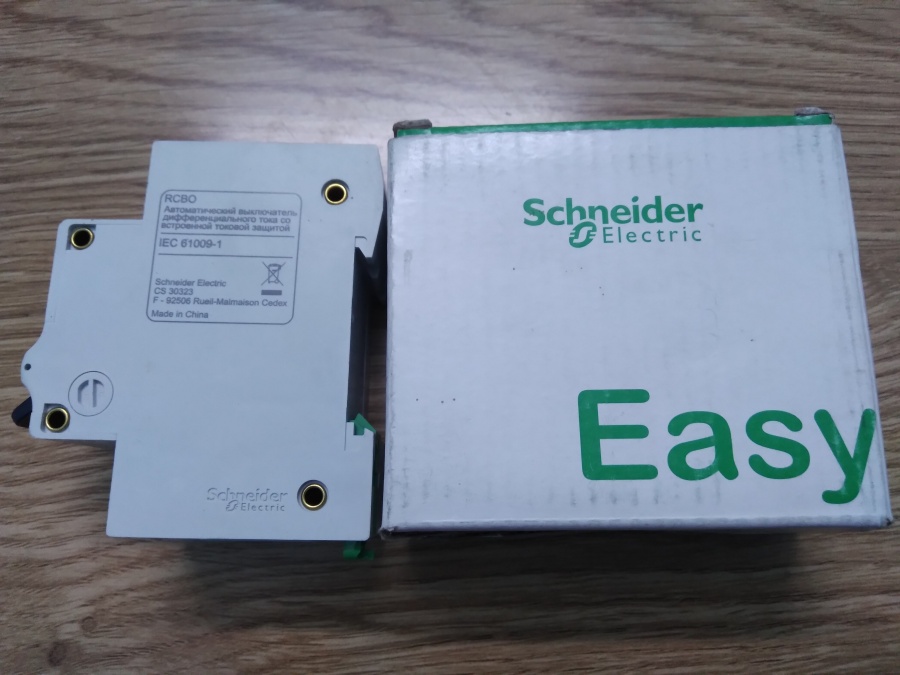 RCBO
Автоматический выключатель
дифференциального тока со
встроенной токовой защитой
IEC 61009-1
Schneider Electric
CS 30323
F - 92506 Rueil-Malmaison Cedex
Made in China
Schneider
Electric
Schneider
Electric
Easy